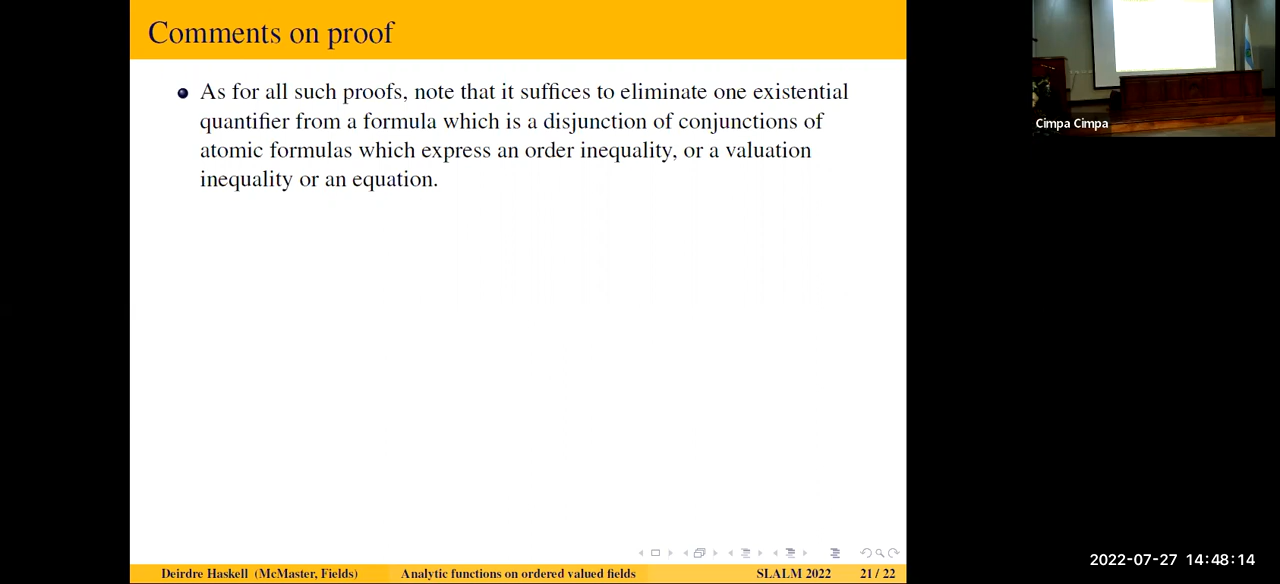 Comments on proof
As for all such proofs, note that it suffices to eliminate one existential
quantifier from a formula which is a disjunction of conjunctions of
atomic formulas which express an order inequality, or a valuation
inequality or an equation.
Cimpa Cimpa
Deirdre Haskell (McMaster, Fields) Analytic functions on ordered valued fields SLALM 2022 21 / 22
2022-07-27 14:48:14